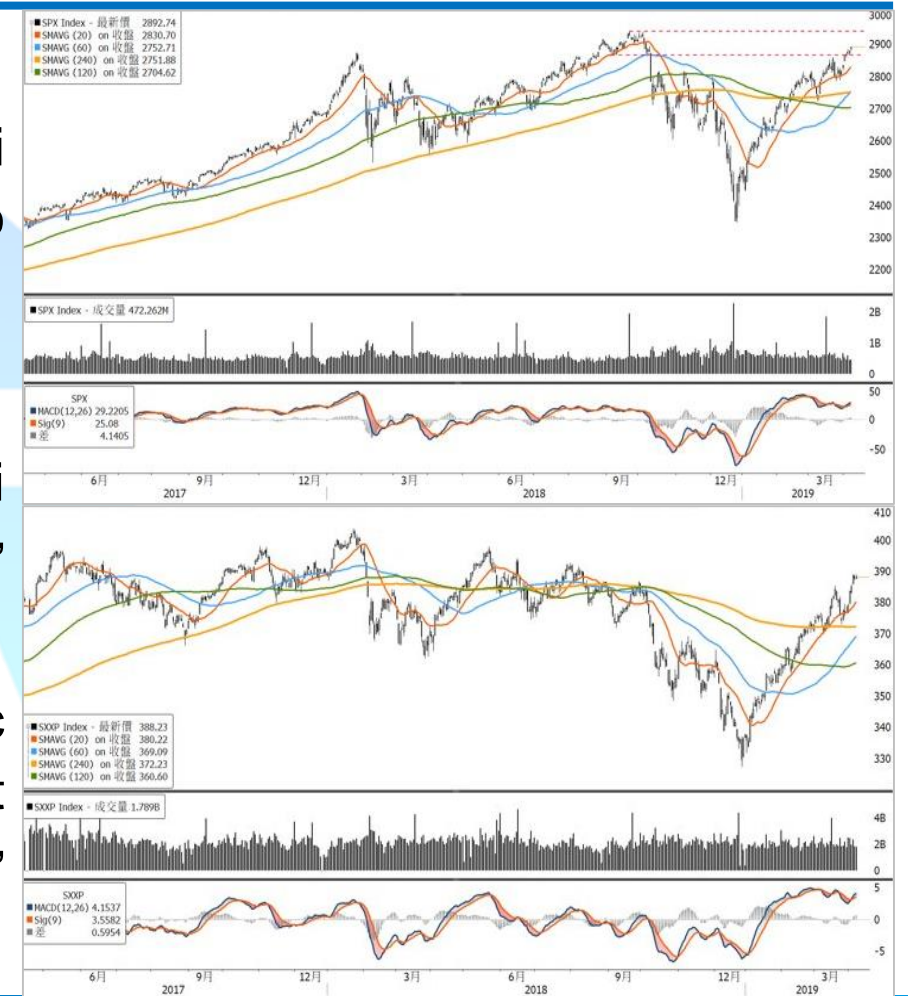 SPX Index - 最新價 2892.74
SMAVG (20) on 收盤 2830.70
SMAVG (60) on 收盤 2752.71
SMAVG (240) on 收盤 2751.88
SMAVG (120) on 收盤 2704.62
3000
2900
2800
2700
2600
2500
2400
2300
2200
SPX Index - 成交量 472.262M
2B
1B
0
SPX
MACD(12,26) 29.2205
Sig(9) 25.08
差 4.1405
50
0
-50
6月 9月 12月 3月 6月 9月 12月 3月
2017 2018 2019
410
400
390
380
370
360
350
340
330
SXXP Index - 最新價 388.23
SMAVG (20) on 收盤 380.22
SMAVG (60) on 收盤 369.09
SMAVG (240) on 收盤 372.23
SMAVG (120) on 收盤 360.60
SXXP Index - 成交量 1.789B
4B
2B
0
SXXP
MACD(12,26) 4.1537
Sig(9) 3.5582
差 0.5954
5
0
-5
6月 9月 12月 3月 6月 9月 12月 3月
2017 2018 2019